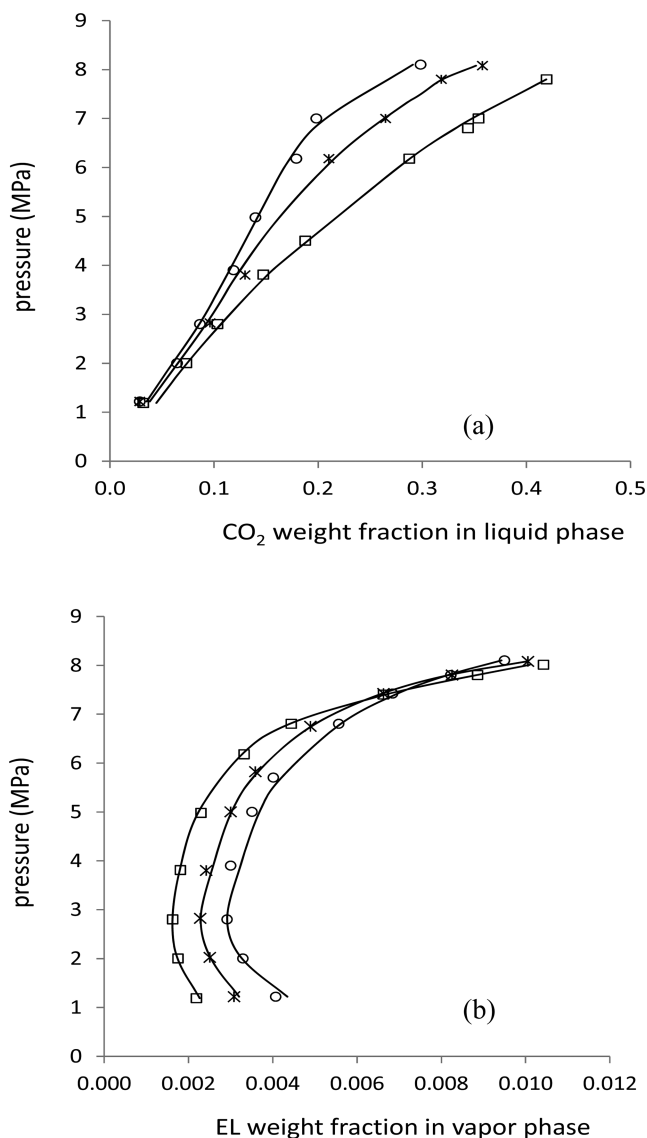 9
8
7
6
5
4
3
2
1
0
pressure (MPa)
(a)
0.0 0.1 0.2 0.3 0.4 0.5
CO₂ weight fraction in liquid phase
9
8
7
6
5
4
3
2
1
0
pressure (MPa)
(b)
0.000 0.002 0.004 0.006 0.008 0.010 0.012
EL weight fraction in vapor phase